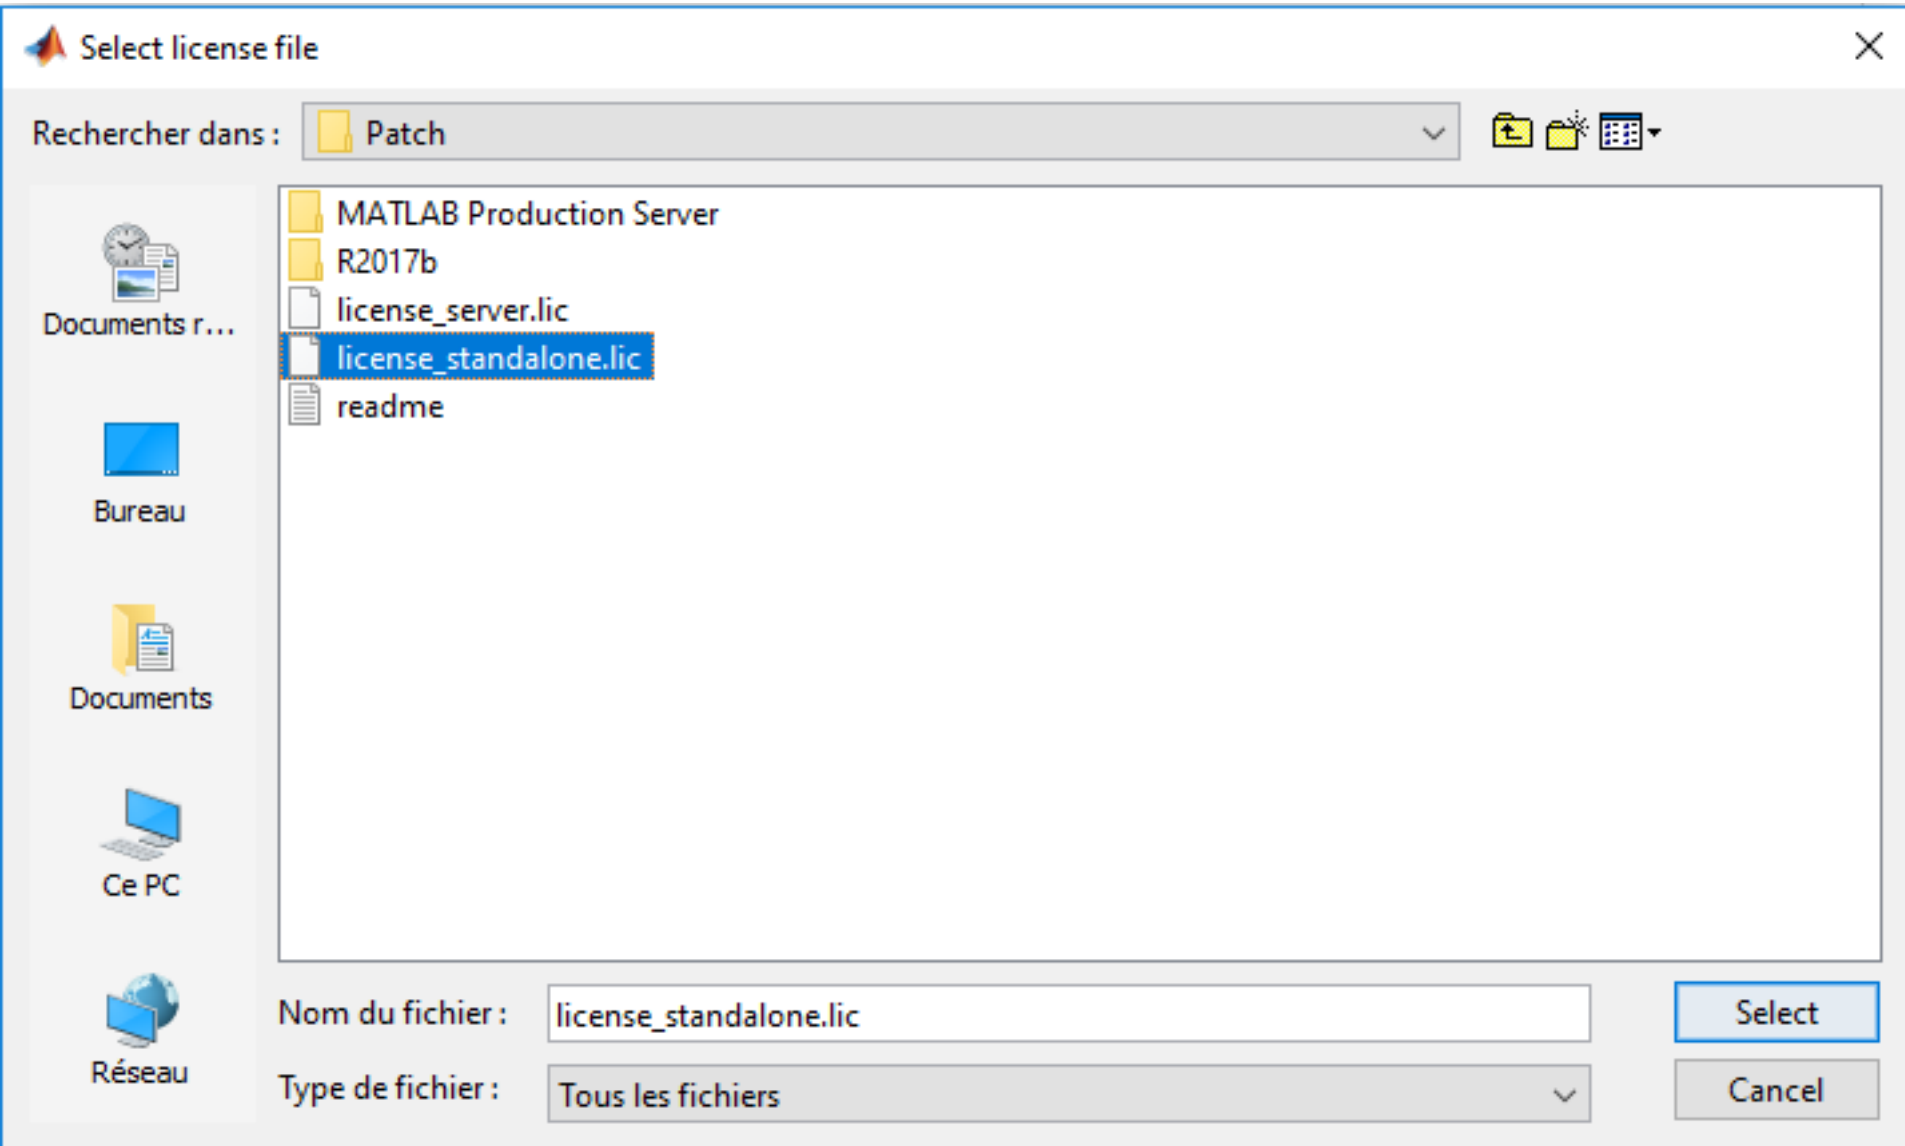 Select license file
Rechercher dans :
Patch
MATLAB Production Server
R2017b
license_server.lic
license_standalone.lic
readme
Documents r...
Bureau
Documents
Ce PC
Réseau
Nom du fichier :
license_standalone.lic
Select
Type de fichier :
Tous les fichiers
Cancel